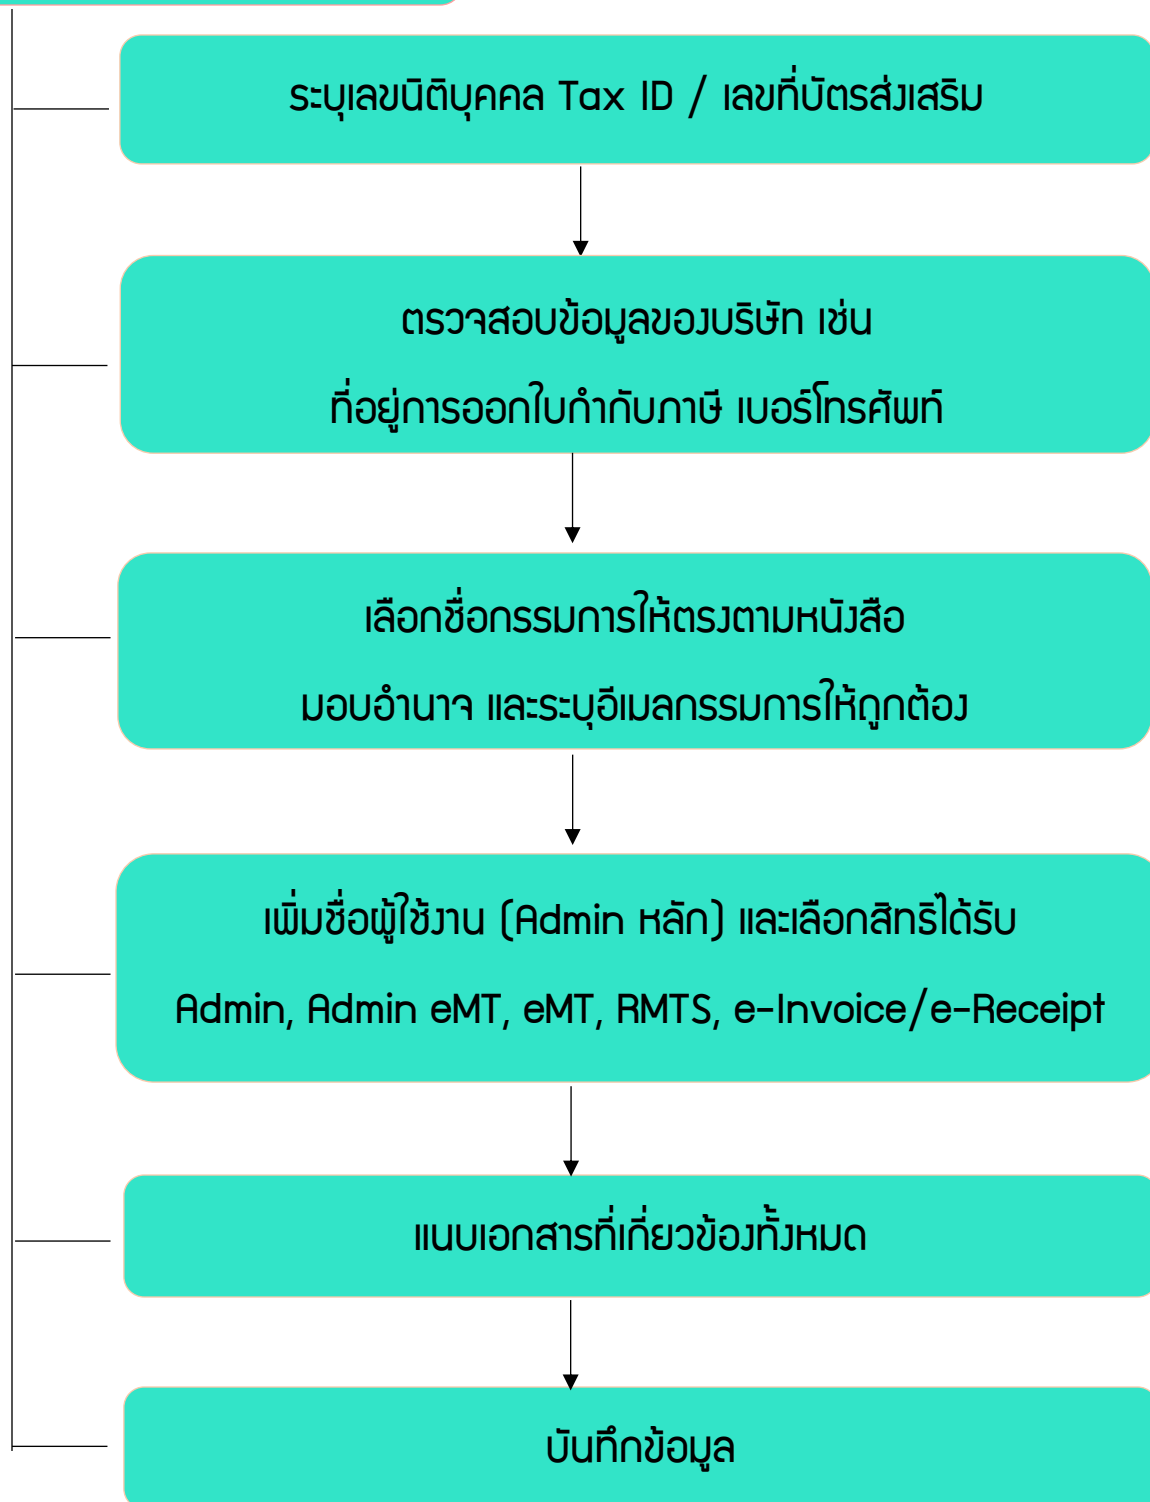 ระบุเลขนิติบุคคล Tax ID / เลขที่บัตรส่งเสริม
ตรวจสอบข้อมูลของบริษัท เช่น
ที่อยู่การออกใบกำกับภาษี เบอร์โทรศัพท์
เลือกชื่อกรรมการให้ตรงตามหนังสือ
มอบอำนาจ และระบุอีเมลกรรมการให้ถูกต้อง
เพิ่มชื่อผู้ใช้งาน (Admin หลัก) และเลือกสิทธิได้รับ
Admin, Admin eMT, eMT, RMTS, e-Invoice/e-Receipt
แนบเอกสารที่เกี่ยวข้องทั้งหมด
บันทึกข้อมูล